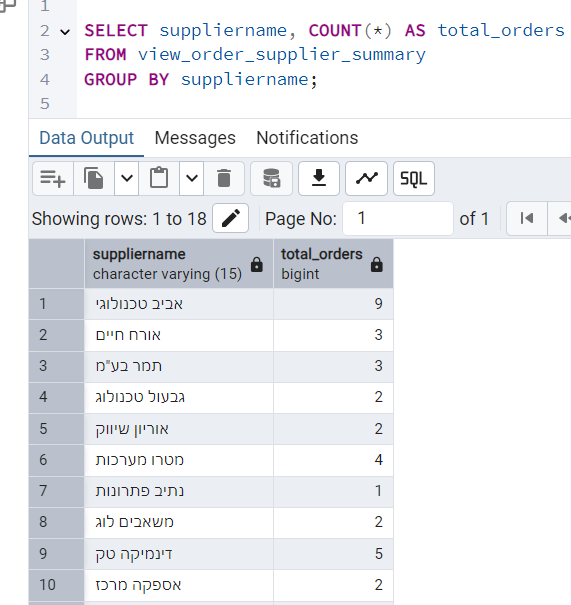 1
2 SELECT suppliername, COUNT(*) AS total_orders
3 FROM view_order_supplier_summary
4 GROUP BY suppliername;
5
Data Output Messages Notifications
SQL
Showing rows: 1 to 18 Page No: 1 of 1
suppliername total_orders
character varying (15) bigint
1 אביב טכנולוגי 9
2 אורח חיים 3
3 תמר בע"מ 3
4 גבעול טכנולוג 2
5 אוריון שיווק 2
6 מטרו מערכות 4
7 נתיב פתרונות 1
8 משאבים לוג 2
9 דינמיקה טק 5
10 אספקה מרכז 2